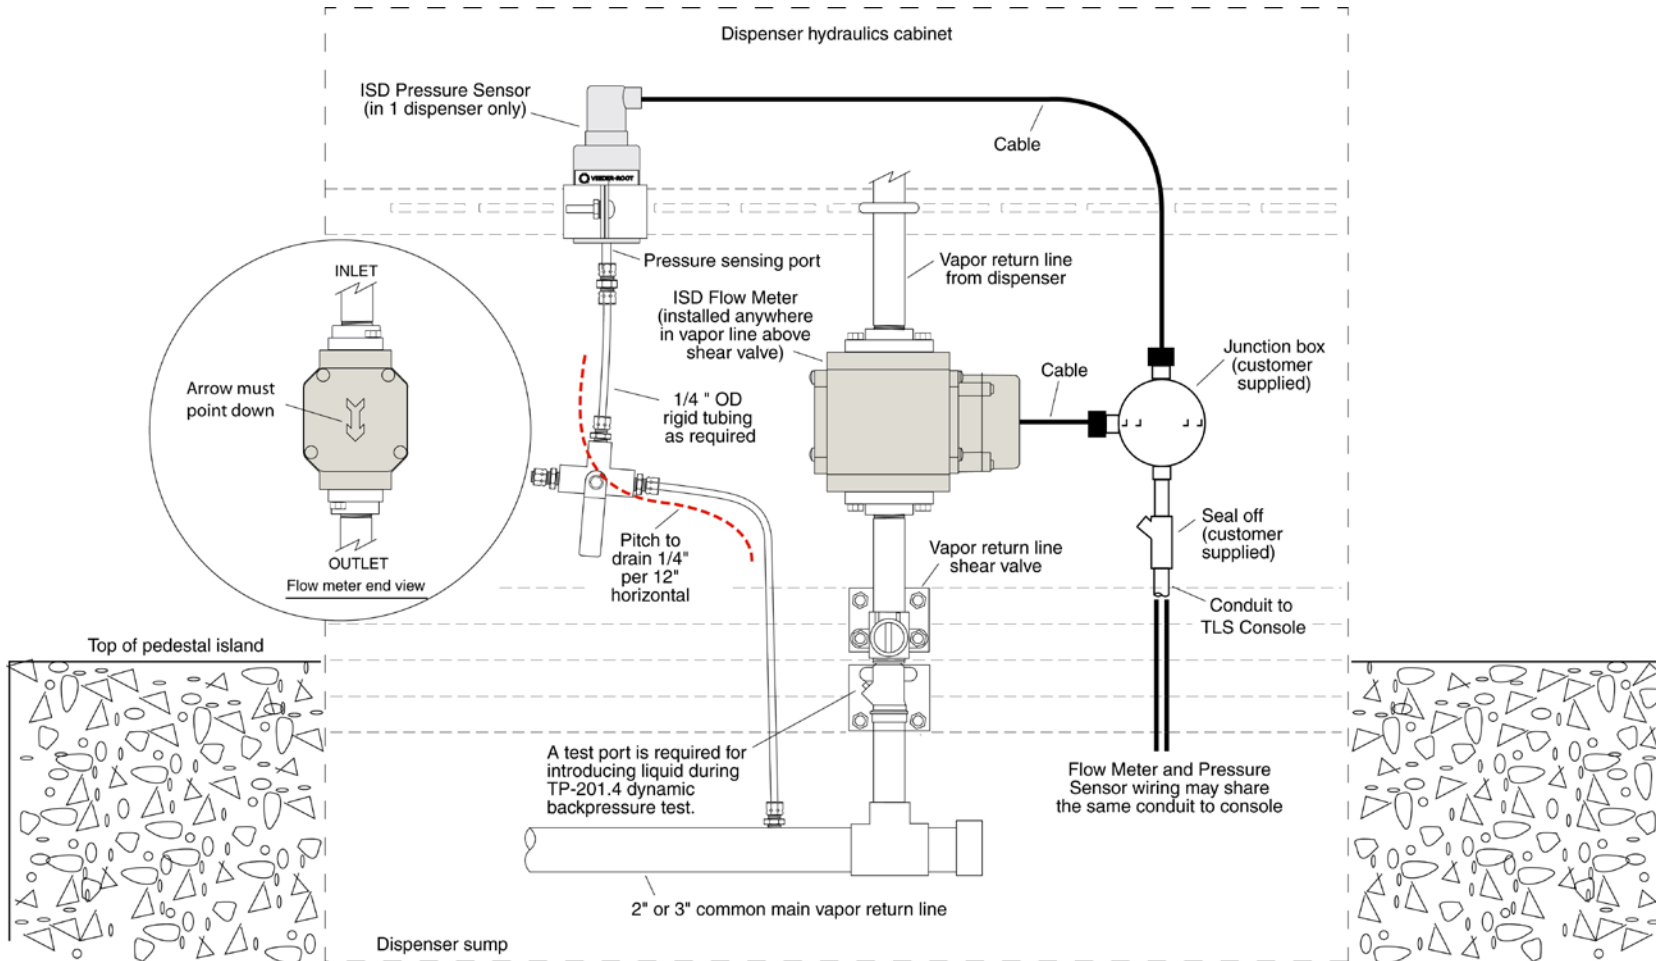 Dispenser hydraulics cabinet
ISD Pressure Sensor
(in 1 dispenser only)
Cable
VEEDER-ROOT
Pressure sensing port
Vapor return line
from dispenser
INLET
ISD Flow Meter
(installed anywhere
in vapor line above
shear valve)
Junction box
(customer
supplied)
Cable
Arrow must
point down
1/4 " OD
rigid tubing
as required
Seal off
(customer
supplied)
Pitch to
drain 1/4"
per 12"
horizontal
Vapor return line
shear valve
OUTLET
Flow meter end view
Conduit to
TLS Console
Top of pedestal island
A test port is required for
introducing liquid during
TP-201.4 dynamic
backpressure test.
Flow Meter and Pressure
Sensor wiring may share
the same conduit to console
2" or 3" common main vapor return line
Dispenser sump